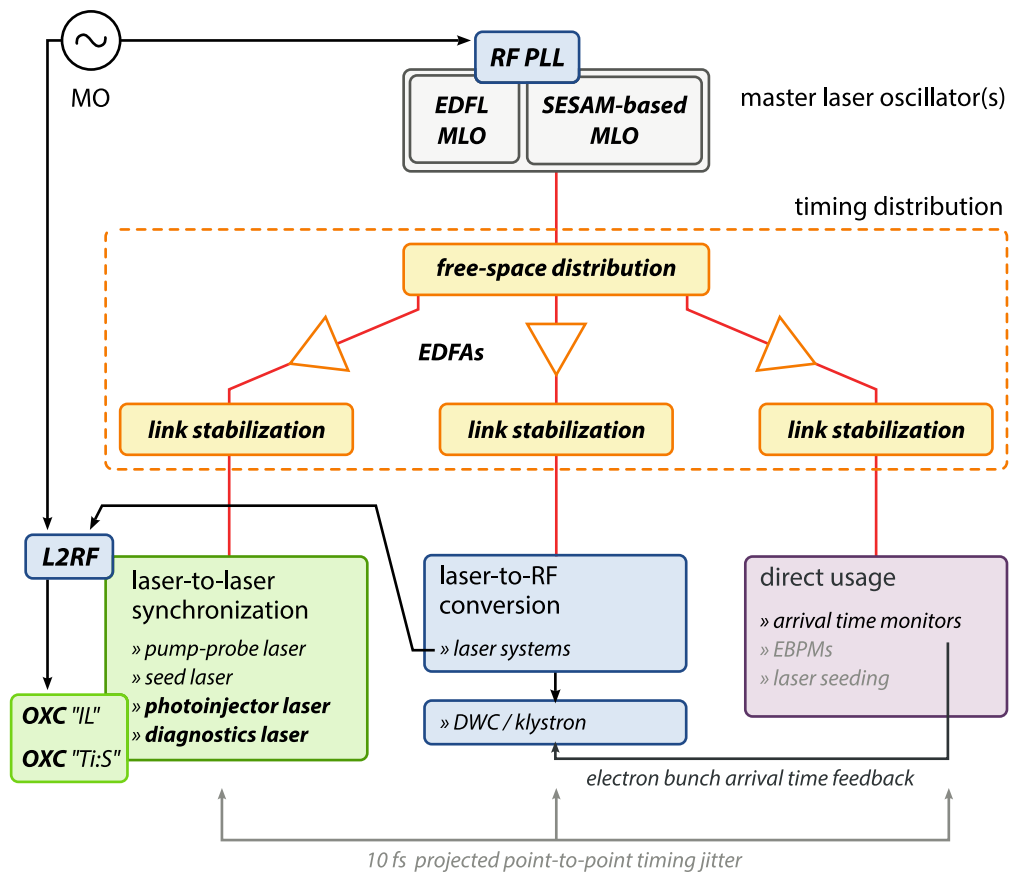 MO
RF PLL
EDFL
MLO
SESAM-based
MLO
master laser oscillator(s)
timing distribution
free-space distribution
EDFAs
link stabilization
link stabilization
link stabilization
L2RF
laser-to-laser
synchronization
» pump-probe laser
» seed laser
» photoinjector laser
» diagnostics laser
OXC "IL"
OXC "Ti:S"
laser-to-RF
conversion
» laser systems
» DWC / klystron
direct usage
» arrival time monitors
» EBPMs
» laser seeding
electron bunch arrival time feedback
10 fs projected point-to-point timing jitter